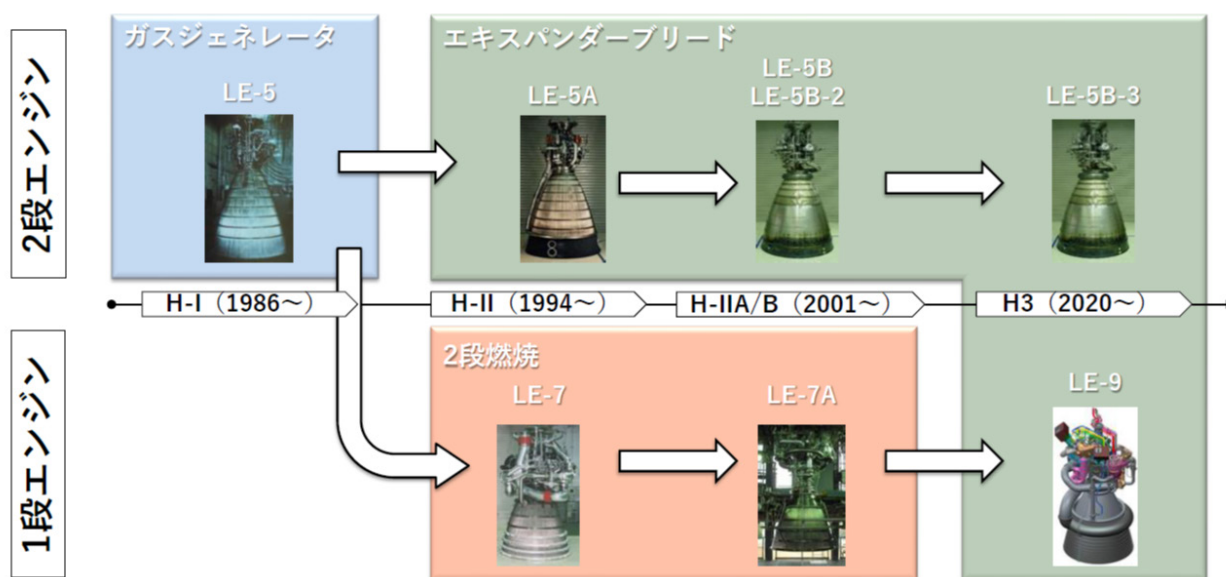 2段エンジン
ガスジェネレータ
LE-5
エキスパンダーブリード
LE-5A
LE-5B
LE-5B-2
LE-5B-3
8
H-I（1986～）
H-II（1994～）
H-IIA/B（2001～）
H3（2020～）
1段エンジン
2段燃焼
LE-7
LE-7A
LE-9